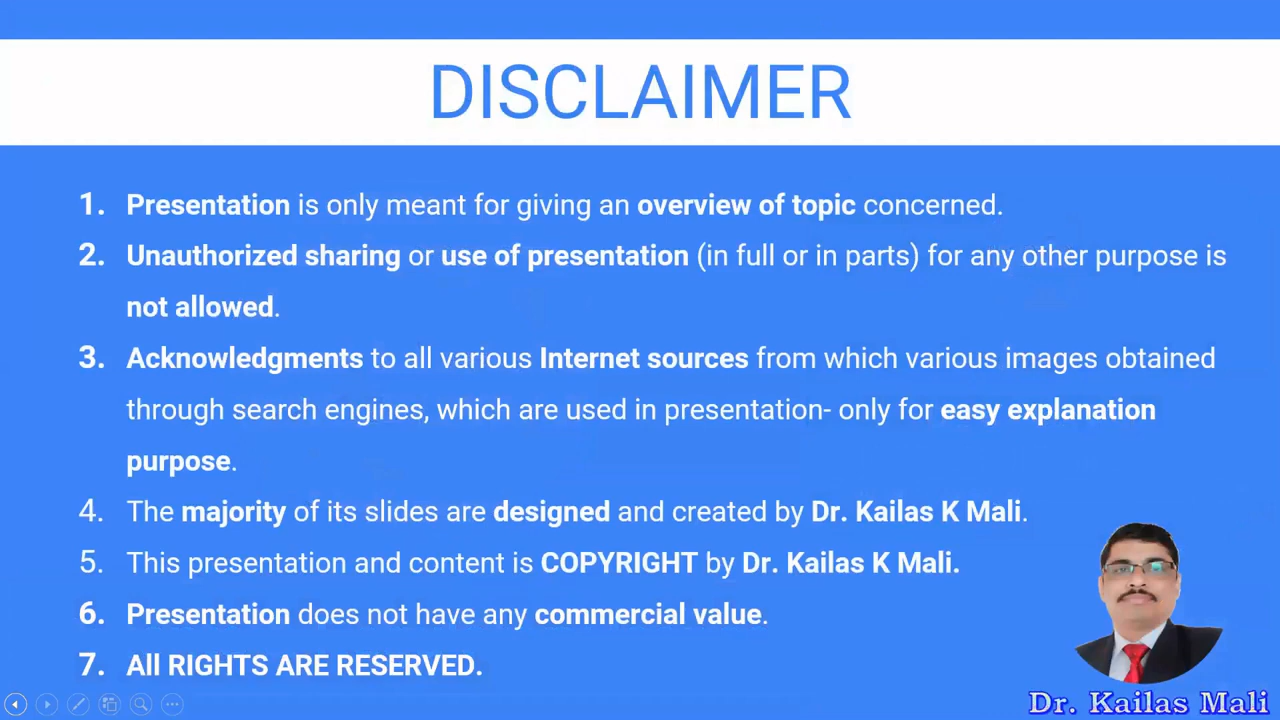 DISCLAIMER
1. Presentation is only meant for giving an overview of topic concerned.
2. Unauthorized sharing or use of presentation (in full or in parts) for any other purpose is
not allowed.
3. Acknowledgments to all various Internet sources from which various images obtained
through search engines, which are used in presentation- only for easy explanation
purpose.
4. The majority of its slides are designed and created by Dr. Kailas K Mali.
5. This presentation and content is COPYRIGHT by Dr. Kailas K Mali.
6. Presentation does not have any commercial value.
7. All RIGHTS ARE RESERVED.
Dr. Kailas Mali